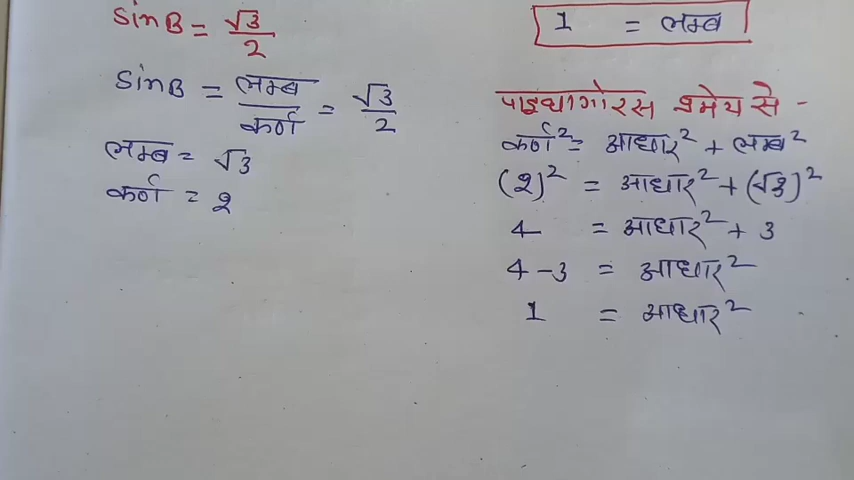 sinB = √3/2
sinB = लम्ब/कर्ण = √3/2
लम्ब = √3
कर्ण = 2
1 = लम्ब
पाइथागोरस प्रमेय से -
कर्ण² = आधार² + लम्ब²
(2)² = आधार² + (√3)²
4 = आधार² + 3
4 - 3 = आधार²
1 = आधार²